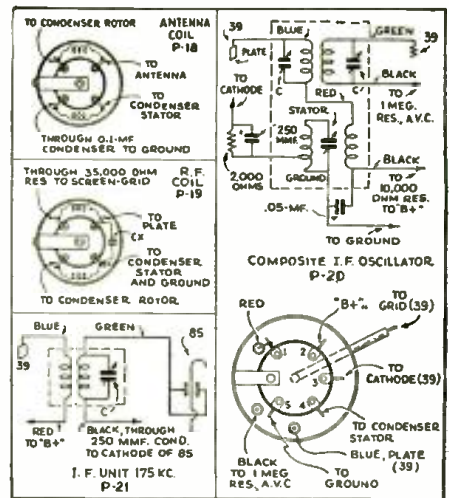 TO CONDENSER ROTOR
ANTENNA
COIL
P-18
TO
ANTENNA
TO
CONDENSER
STATOR
THROUGH 0.1-MF.
CONDENSER TO GROUND
THROUGH 35,000 OHM
RES TO SCREEN-GRID
R.F.
COIL
P-19
TO
PLATE
CX
TO
CONDENSER
STATOR
AND GROUND
TO CONDENSER ROTOR
BLUE
GREEN
85
39
C
RED
TO "B+"
BLACK, THROUGH
250 MMF. COND.
TO CATHODE OF 85
I.F. UNIT 175 KC.
P-21
39
BLUE
GREEN
39
PLATE
C
C
TO
CATHODE
RED
BLACK
TO
1 MEG.
RES., A.V.C.
STATOR
250
MMF.
BLACK
2,000
OHMS
GROUND
TO
10,000
OHM RES.
TO "B+"
.05-MF.
TO GROUND
COMPOSITE I.F. OSCILLATOR
P-20
RED
"B+"
TO
GRID (39)
1
2
3
4
5
TO
CATHODE (39)
TO CONDENSER
STATOR
BLUE, PLATE
(39)
BLACK
TO 1 MEG
RES., A.V.C
TO
GROUND